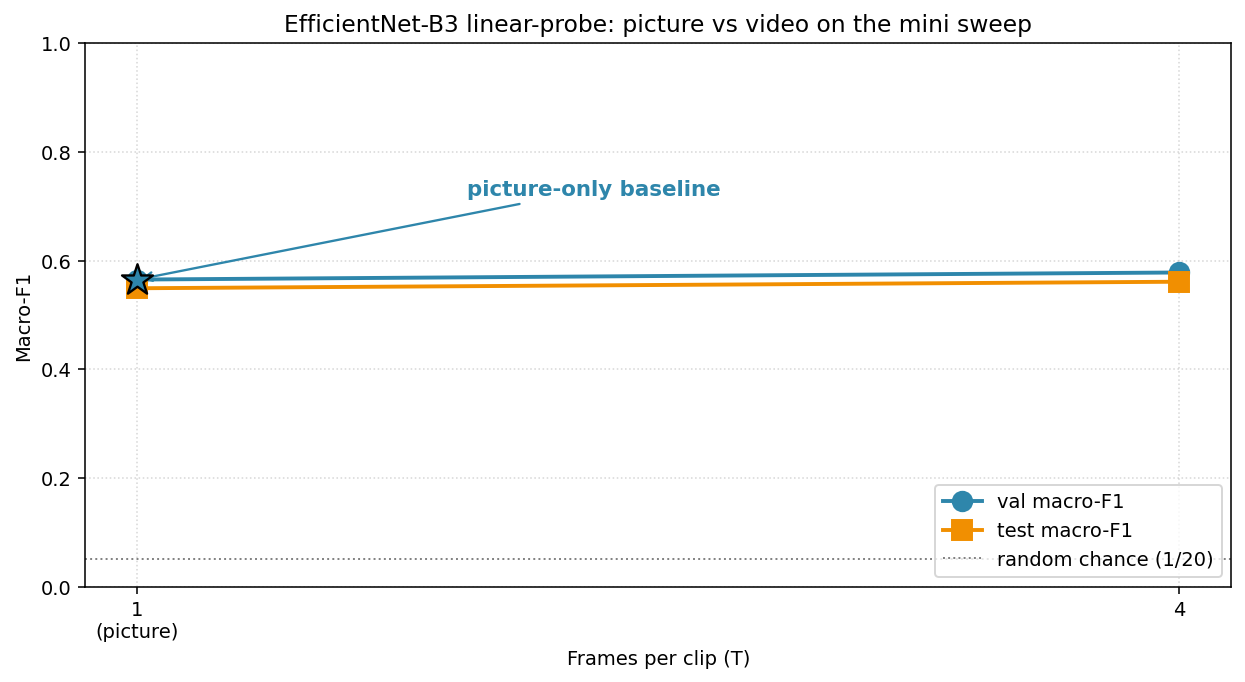 EfficientNet-B3 linear-probe: picture vs video on the mini sweep
1.0
0.8
0.6
0.4
0.2
0.0
Macro-F1
picture-only baseline
val macro-F1
test macro-F1
random chance (1/20)
1
(picture)
4
Frames per clip (T)